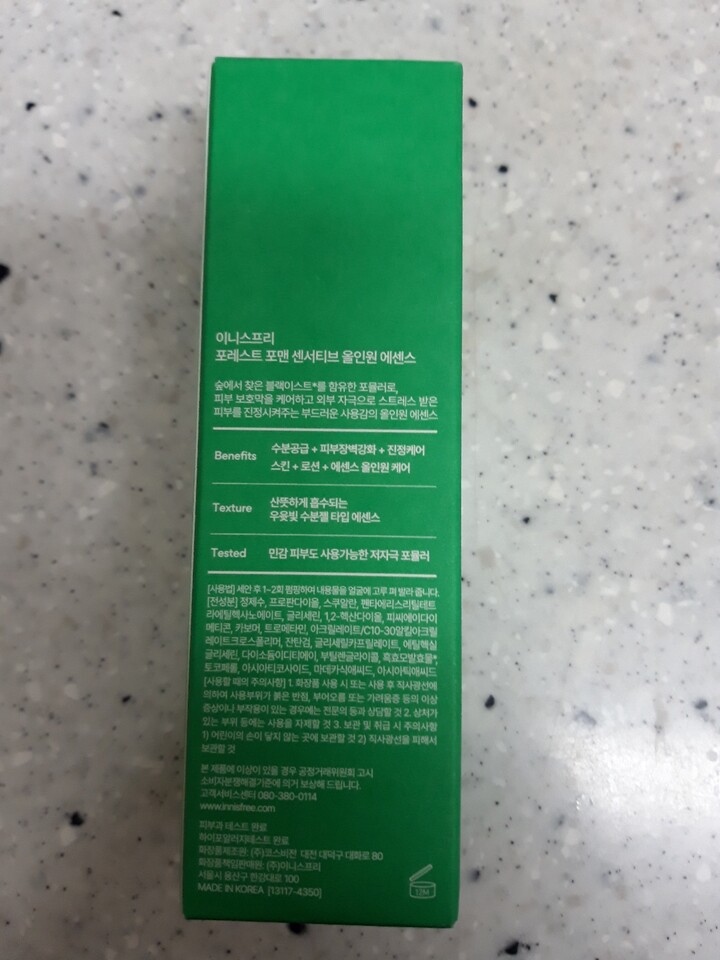 이니스프리
포레스트 포맨 센서티브 올인원 에센스
숲에서 찾은 블랙이스트*를 함유한 포뮬러로,
피부 보호막을 케어하고 외부 자극으로 스트레스 받은
피부를 진정시켜주는 부드러운 사용감의 올인원 에센스
Benefits 수분공급 + 피부장벽강화 + 진정케어
스킨 + 로션 + 에센스 올인원 케어
Texture 산뜻하게 흡수되는
우윳빛 수분젤 타입 에센스
Tested 민감 피부도 사용가능한 저자극 포뮬러
[사용법] 세안 후 1~2회 펌핑하여 내용물을 얼굴에 고루 펴 발라 줍니다.
[전성분] 정제수, 프로판다이올, 스쿠알란, 펜타에리스리틸테트
라에틸헥사노에이트, 글리세린, 1,2-헥산다이올, 피씨에이다이
메티콘, 카보머, 트로메타민, 아크릴레이트/C10-30알킬아크릴
레이트크로스폴리머, 잔탄검, 글리세릴카프릴레이트, 에틸헥실
글리세린, 다이소듐이디티에이, 부틸렌글라이콜, 흑효모발효물*,
토코페롤, 아시아티코사이드, 마데카식애씨드, 아시아틱애씨드
[사용할 때의 주의사항] 1. 화장품 사용 시 또는 사용 후 직사광선에
의하여 사용부위가 붉은 반점, 부어오름 또는 가려움증 등의 이상
증상이나 부작용이 있는 경우에는 전문의 등과 상담할 것 2. 상처가
있는 부위 등에는 사용을 자제할 것 3. 보관 및 취급 시 주의사항
1) 어린이의 손이 닿지 않는 곳에 보관할 것 2) 직사광선을 피해서
보관할 것
본 제품에 이상이 있을 경우 공정거래위원회 고시
소비자분쟁해결기준에 의거 보상해 드립니다.
고객서비스센터 080-380-0114
www.innisfree.com
피부과 테스트 완료
하이포알러지테스트 완료
화장품제조원: (주)코스비전 대전 대덕구 대화로 80
화장품책임판매원: (주)이니스프리
서울시 용산구 한강대로 100
MADE IN KOREA [13117-4350]
12M